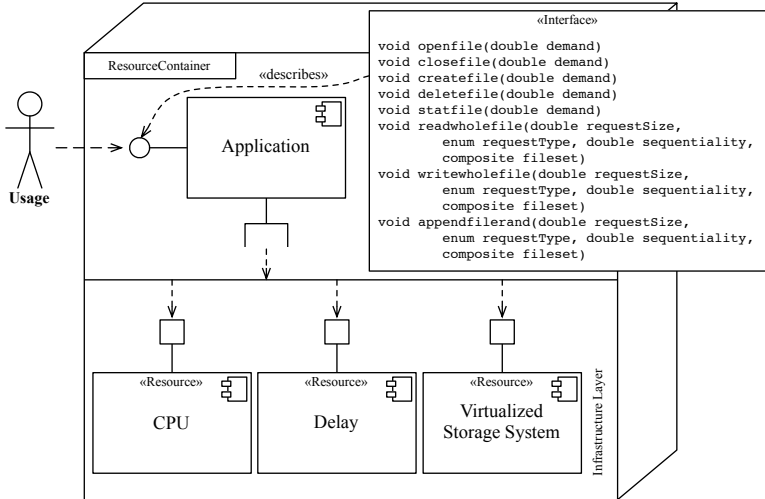 «Interface»
void openfile(double demand)
void closefile(double demand)
void createfile(double demand)
void deletefile(double demand)
void statfile(double demand)
void readwholefile(double requestSize,
enum requestType, double sequentiality,
composite fileset)
void writewholefile(double requestSize,
enum requestType, double sequentiality,
composite fileset)
void appendfilerand(double requestSize,
enum requestType, double sequentiality,
composite fileset)
ResourceContainer
«describes»
Application
Usage
«Resource»
CPU
«Resource»
Delay
«Resource»
Virtualized
Storage System
Infrastructure Layer